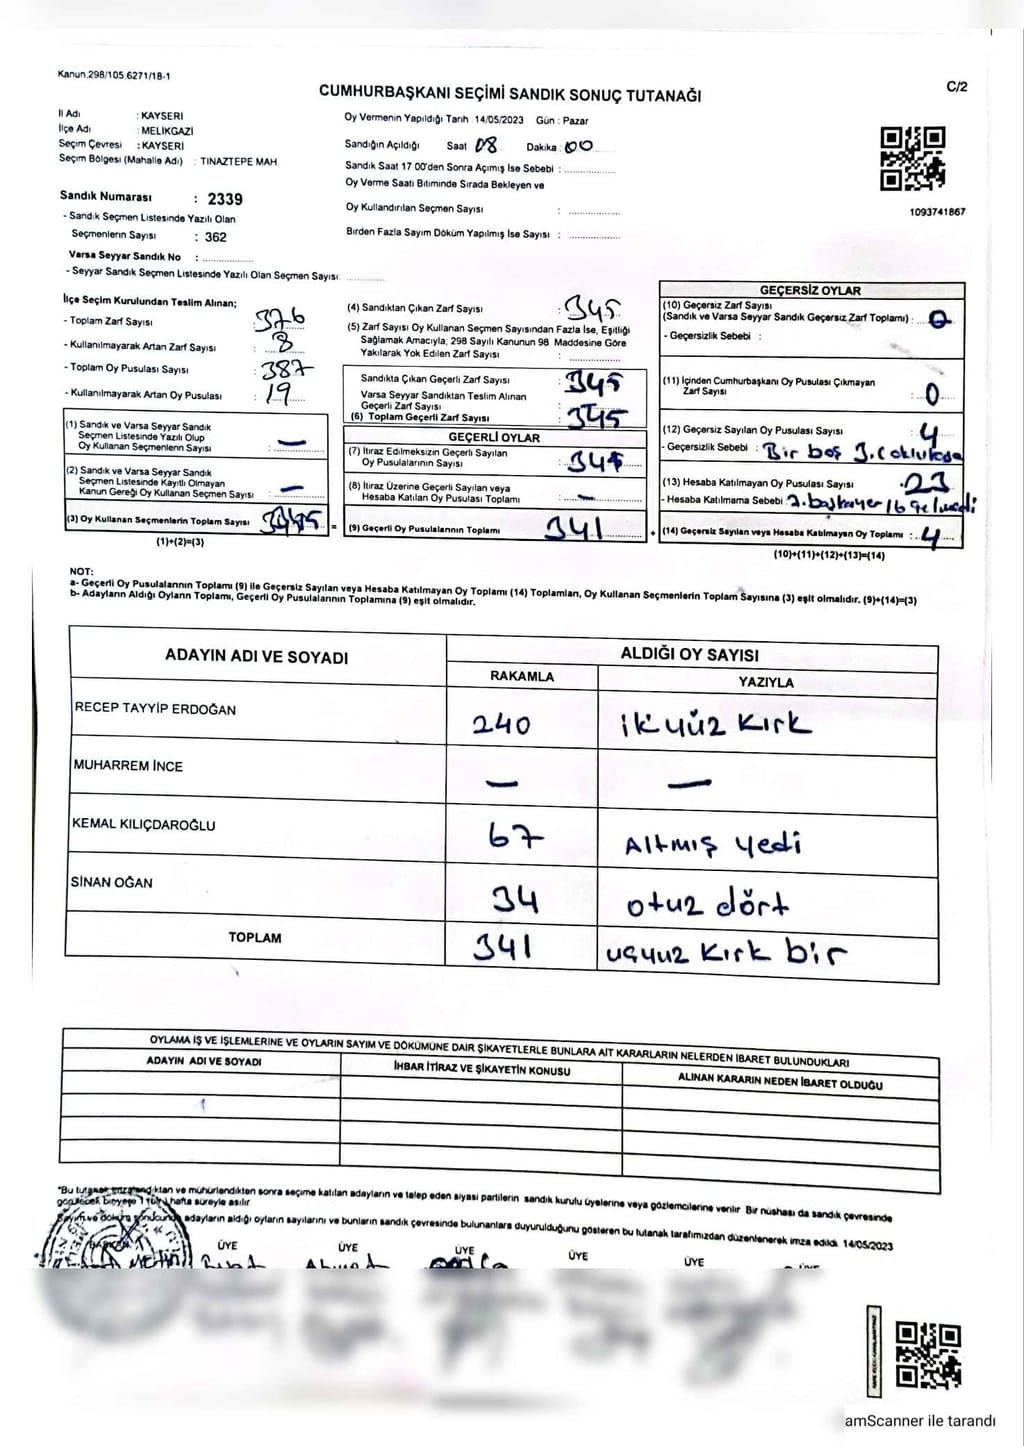 Kanun.298/105.6271/18-1
C/2
CUMHURBAŞKANI SEÇİMİ SANDIK SONUÇ TUTANAĞI
İl Adı : KAYSERİ
İlçe Adı : MELİKGAZİ
Seçim Çevresi : KAYSERİ
Seçim Bölgesi (Mahalle Adı) : TINAZTEPE MAH.
Oy Vermenin Yapıldığı Tarih : 14/05/2023 Gün : Pazar
Sandığın Açıldığı Saat 08 Dakika : 00
Sandık Saat 17:00'den Sonra Açımış İse Sebebi :
Oy Verme Saati Bitiminde Sırada Bekleyen ve
Oy Kullandırılan Seçmen Sayısı :
Birden Fazla Sayım Döküm Yapılmış İse Sayısı :
1093741867
Sandık Numarası : 2339
- Sandık Seçmen Listesinde Yazılı Olan
Seçmenlerin Sayısı : 362
Varsa Seyyar Sandık No :
- Seyyar Sandık Seçmen Listesinde Yazılı Olan Seçmen Sayısı:
İlçe Seçim Kurulundan Teslim Alınan;
- Toplam Zarf Sayısı : 376
- Kullanılmayarak Artan Zarf Sayısı : 8
- Toplam Oy Pusulası Sayısı : 387
- Kullanılmayarak Artan Oy Pusulası : 19
(1) Sandık ve Varsa Seyyar Sandık
Seçmen Listesinde Yazılı Olup
Oy Kullanan Seçmenlerin Sayısı : —
(2) Sandık ve Varsa Seyyar Sandık
Seçmen Listesinde Kayıtlı Olmayan
Kanun Gereği Oy Kullanan Seçmen Sayısı : —
(3) Oy Kullanan Seçmenlerin Toplam Sayısı
(1)+(2)=(3)
(4) Sandıktan Çıkan Zarf Sayısı : 345
(5) Zarf Sayısı Oy Kullanan Seçmen Sayısından Fazla İse, Eşitliği
Sağlamak Amacıyla, 298 Sayılı Kanunun 98. Maddesine Göre
Yakılarak Yok Edilen Zarf Sayısı :
Sandıkta Çıkan Geçerli Zarf Sayısı : 345
Varsa Seyyar Sandıktan Teslim Alınan
Geçerli Zarf Sayısı :
(6) Toplam Geçerli Zarf Sayısı : 345
GEÇERLİ OYLAR
(7) İtiraz Edilmeksizin Geçerli Sayılan
Oy Pusulalarının Sayısı : 345
(8) İtiraz Üzerine Geçerli Sayılan veya
Hesaba Katılan Oy Pusulası Toplamı : —
= (9) Geçerli Oy Pusulalarının Toplamı 341
GEÇERSİZ OYLAR
(10) Geçersiz Zarf Sayısı
(Sandık ve Varsa Seyyar Sandık Geçersiz Zarf Toplamı) : 0
- Geçersizlik Sebebi :
(11) İçinden Cumhurbaşkanı Oy Pusulası Çıkmayan
Zarf Sayısı : 0
(12) Geçersiz Sayılan Oy Pusulası Sayısı : 4
- Geçersizlik Sebebi : Bir boş 3.
(13) Hesaba Katılmayan Oy Pusulası Sayısı : 23
- Hesaba Katılmama Sebebi
+ (14) Geçersiz Sayılan veya Hesaba Katılmayan Oy Toplamı : 4
(10)+(11)+(12)+(13)=(14)
NOT:
a- Geçerli Oy Pusulalarının Toplamı (9) ile Geçersiz Sayılan veya Hesaba Katılmayan Oy Toplamı (14) Toplamları, Oy Kullanan Seçmenlerin Toplam Sayısına (3) eşit olmalıdır. (9)+(14)=(3)
b- Adayların Aldığı Oyların Toplamı, Geçerli Oy Pusulalarının Toplamına (9) eşit olmalıdır.
ADAYIN ADI VE SOYADI
ALDIĞI OY SAYISI
RAKAMLA YAZIYLA
RECEP TAYYİP ERDOĞAN 240 ikiyüz kırk
MUHARREM İNCE — —
KEMAL KILIÇDAROĞLU 67 Altmış yedi
SİNAN OĞAN 34 otuz dört
TOPLAM 341 uçyuz kırk bir
OYLAMA İŞ VE İŞLEMLERİNE VE OYLARIN SAYIM VE DÖKÜMÜNE DAİR ŞİKAYETLERLE BUNLARA AİT KARARLARIN NELERDEN İBARET BULUNDUKLARI
ADAYIN ADI VE SOYADI İHBAR İTİRAZ VE ŞİKAYETİN KONUSU ALINAN KARARIN NEDEN İBARET OLDUĞU
*Bu tutanak imzalandıktan ve mühürlendikten sonra seçime katılan adayların ve talep eden siyasi partilerin sandık kurulu üyelerine veya gözlemcilerine verilir. Bir nüshası da sandık çevresinde
hafta süreyle asılır.
adayların aldığı oyların sayılarını ve bunların sandık çevresinde bulunanlara duyurulduğunu gösteren bu tutanak tarafımızdan düzenlenerek imza edildi. 14/05/2023
ÜYE ÜYE ÜYE ÜYE ÜYE ÜYE
amScanner ile tarandı